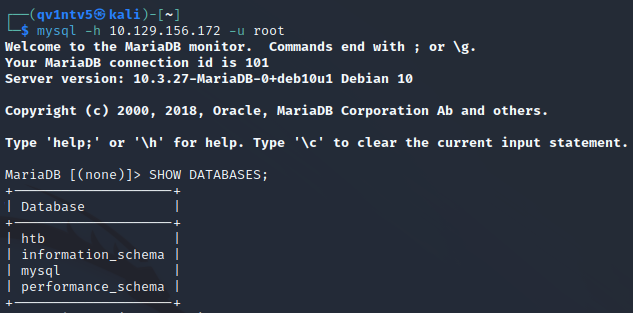 ┌──(qv1ntv5㉿kali)-[~]
└─$ mysql -h 10.129.156.172 -u root
Welcome to the MariaDB monitor.  Commands end with ; or \g.
Your MariaDB connection id is 101
Server version: 10.3.27-MariaDB-0+deb10u1 Debian 10

Copyright (c) 2000, 2018, Oracle, MariaDB Corporation Ab and others.

Type 'help;' or '\h' for help. Type '\c' to clear the current input statement.

MariaDB [(none)]> SHOW DATABASES;
+--------------------+
| Database           |
+--------------------+
| htb                |
| information_schema |
| mysql              |
| performance_schema |
+--------------------+